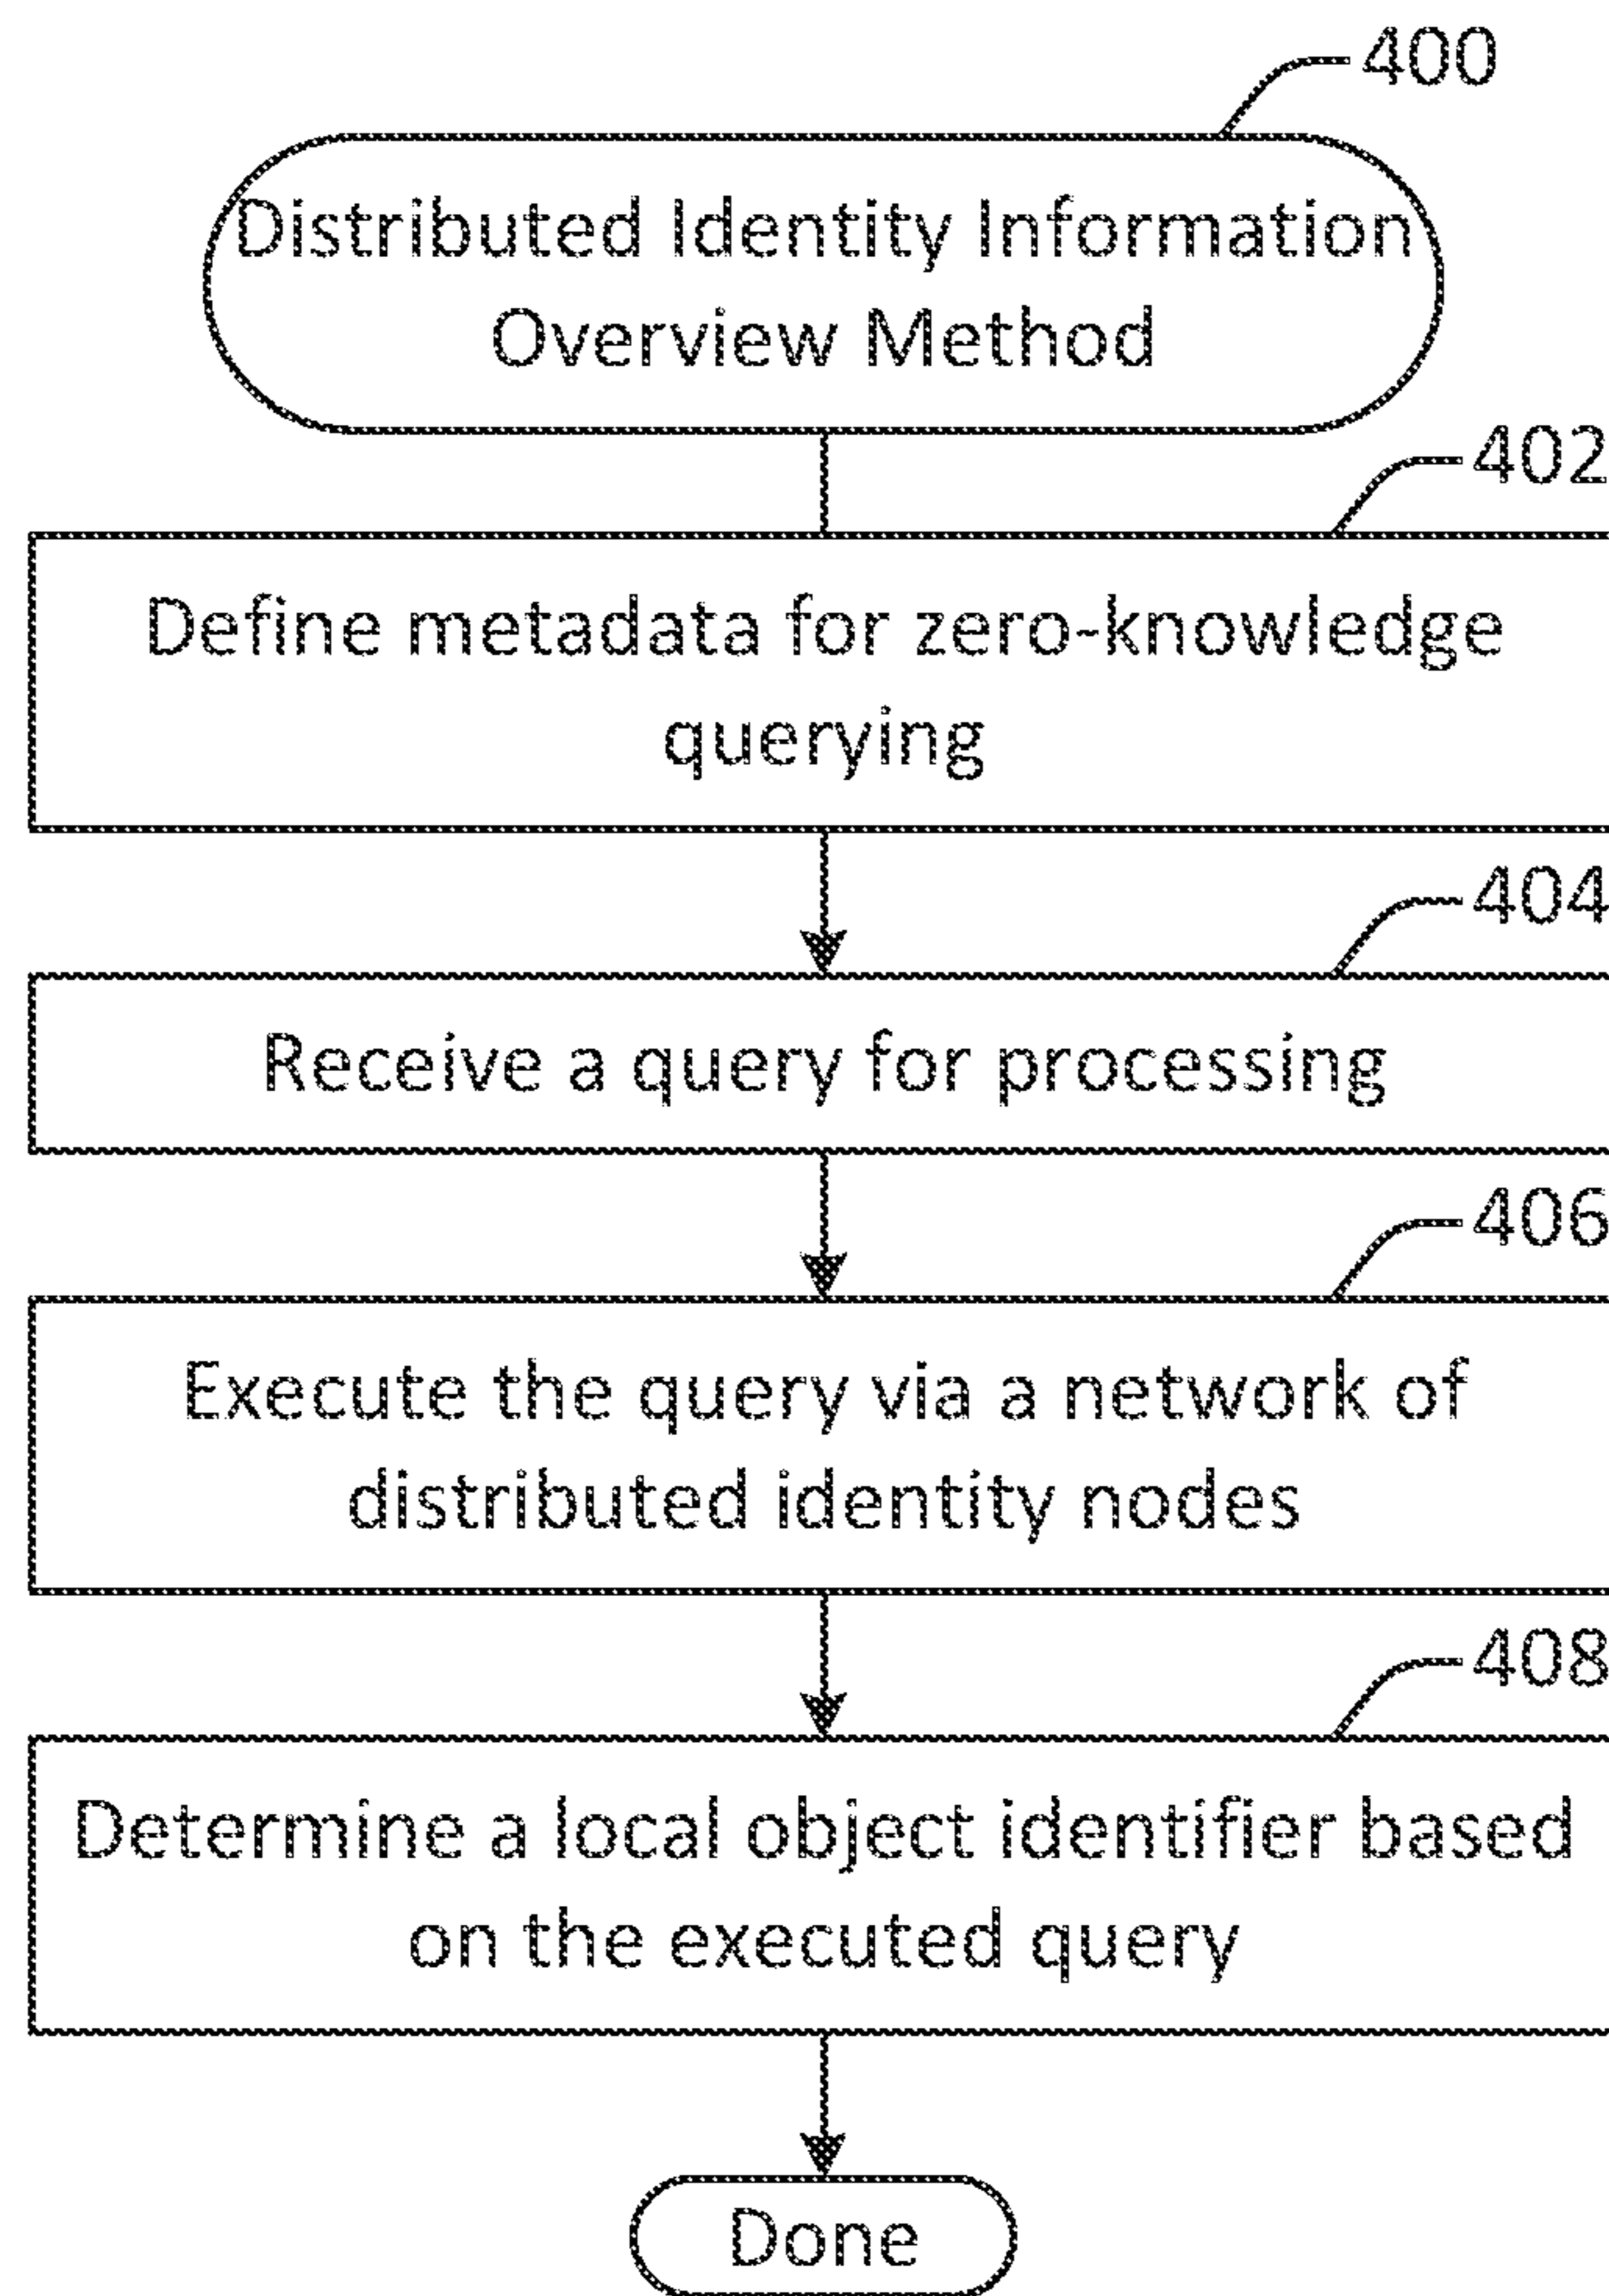 400
Distributed Identity Information
Overview Method
402
Define metadata for zero-knowledge
querying
404
Receive a query for processing
406
Execute the query via a network of
distributed identity nodes
408
Determine a local object identifier based
on the executed query
Done